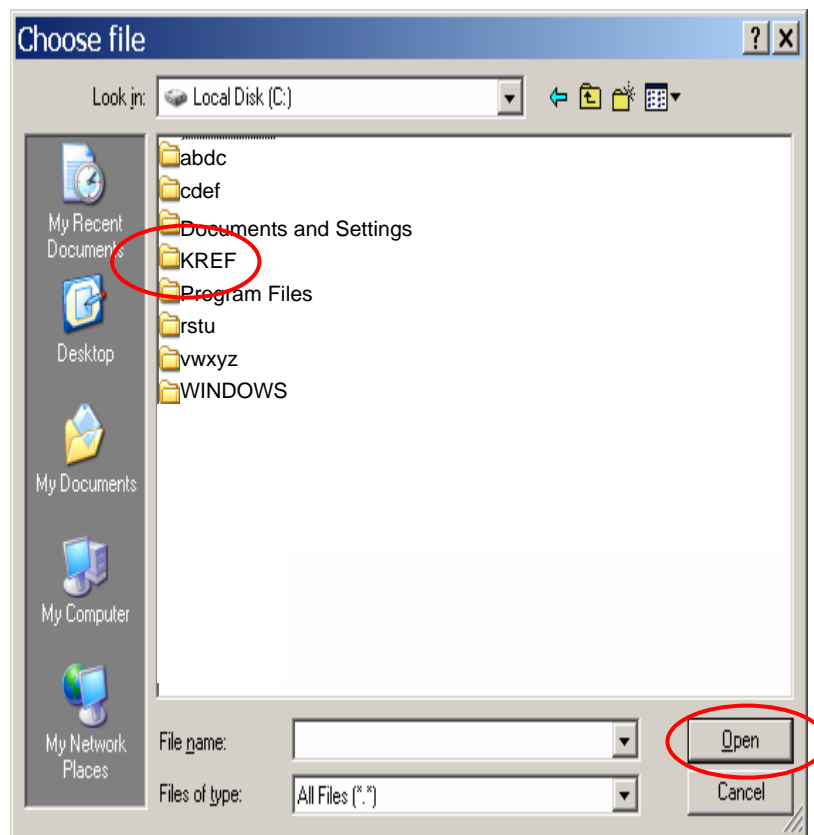 Choose file
Look in: Local Disk (C:)
abdc
cdef
Documents and Settings
KREF
Program Files
rstu
vwxyz
WINDOWS
My Recent
Documents
Desktop
My Documents
My Computer
My Network
Places
File name:
Open
Files of type: All Files (*.*)
Cancel